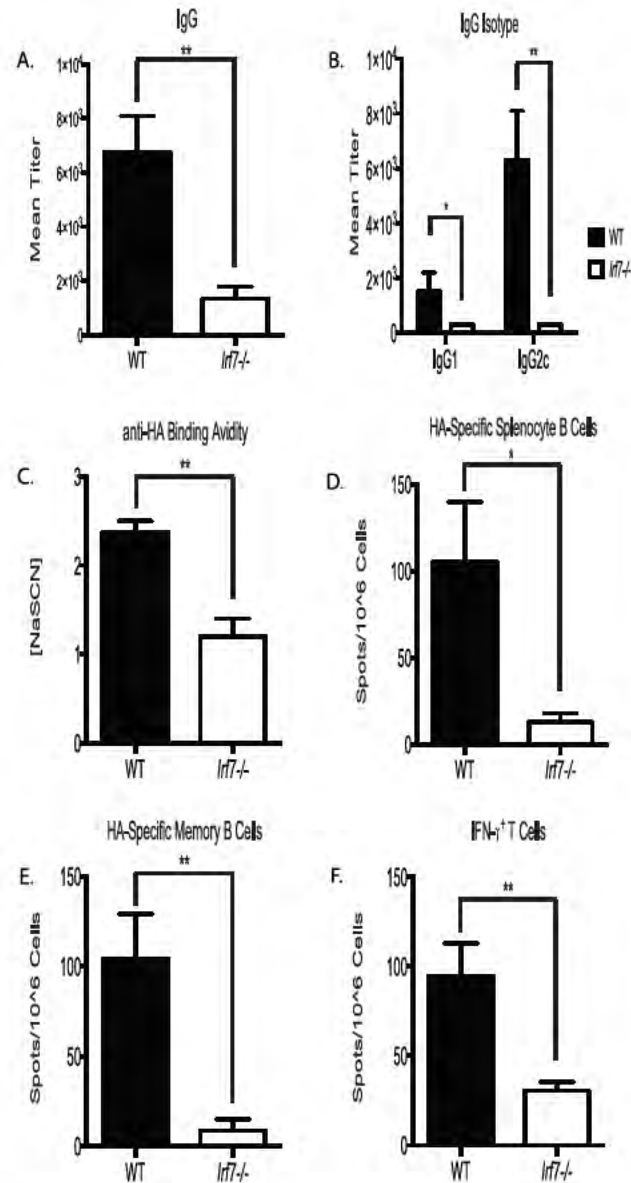 IgG
A.
**
1×10⁴
8×10³
6×10³
4×10³
2×10³
0
Mean Titer
WT
Irf7-/-
IgG Isotype
B.
**
*
1×10⁴
8×10³
6×10³
4×10³
2×10³
0
Mean Titer
IgG1
IgG2c
WT
Irf7-/-
anti-HA Binding Avidity
C.
**
3
2
1
0
[NaSCN]
WT
Irf7-/-
HA-Specific Splenocyte B Cells
D.
*
150
100
50
0
Spots/10^6 Cells
WT
Irf7-/-
HA-Specific Memory B Cells
E.
**
150
100
50
0
Spots/10^6 Cells
WT
Irf7-/-
IFN-γ⁺ T Cells
F.
**
150
100
50
0
Spots/10^6 Cells
WT
Irf7-/-